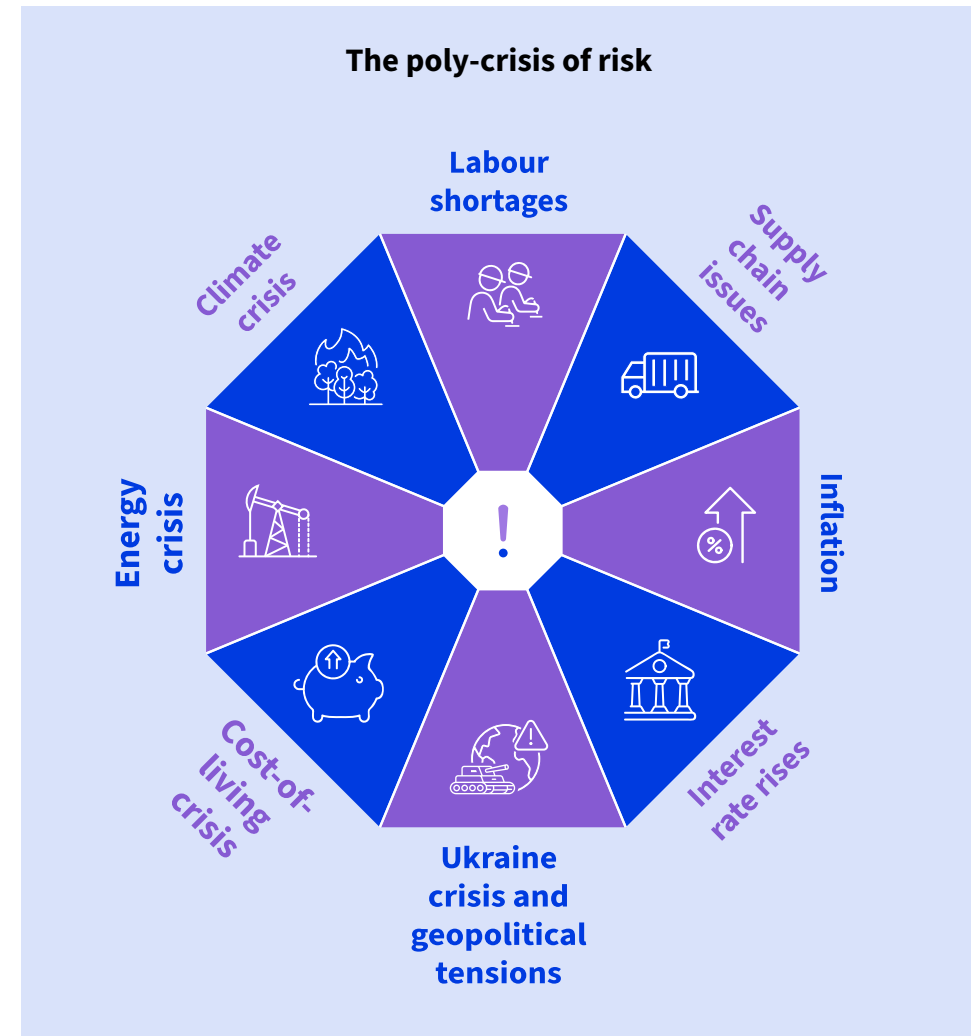 The poly-crisis of risk
Labour
shortages
Supply
chain
issues
Inflation
Interest
rate rises
Ukraine
crisis and
geopolitical
tensions
Cost-of-
living
crisis
Energy
crisis
Climate
crisis
!
%
!